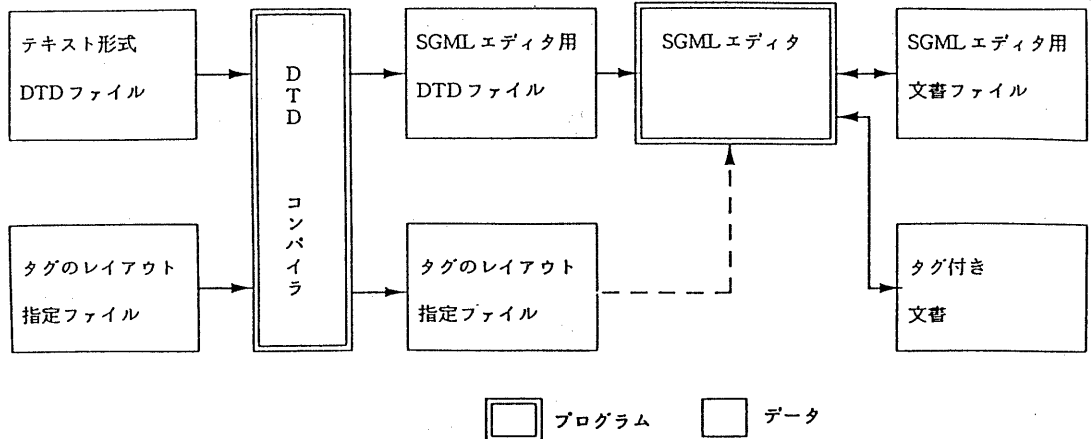 テキスト形式
DTDファイル
DTD コンパイラ
SGMLエディタ用
DTDファイル
SGMLエディタ
SGMLエディタ用
文書ファイル
タグのレイアウト
指定ファイル
タグのレイアウト
指定ファイル
タグ付き
文書
プログラム
データ